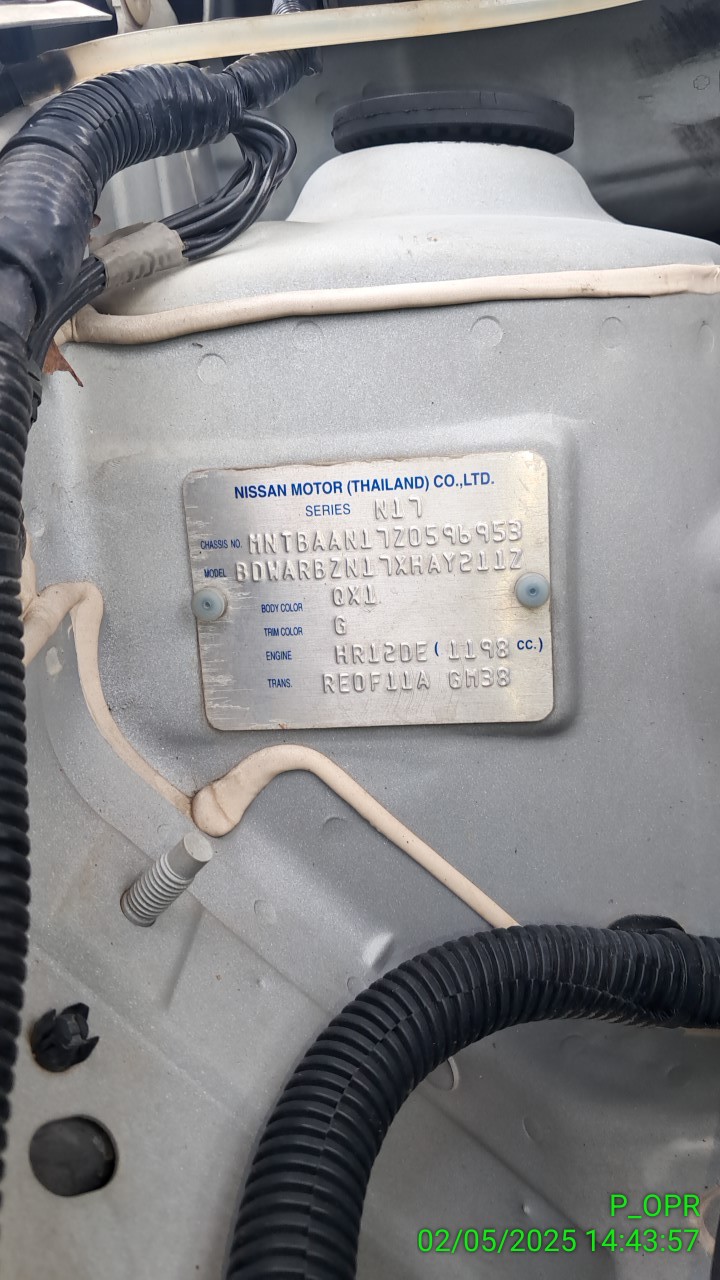 NISSAN MOTOR (THAILAND) CO.,LTD.
SERIES N17
CHASSIS NO. MNTBAAN17Z0596953
MODEL BDWARBZN17XHAY211Z
BODY COLOR QX1
TRIM COLOR G
ENGINE HR12DE ( 1198 CC.)
TRANS. RE0F11A GH38
P_OPR
02/05/2025 14:43:57